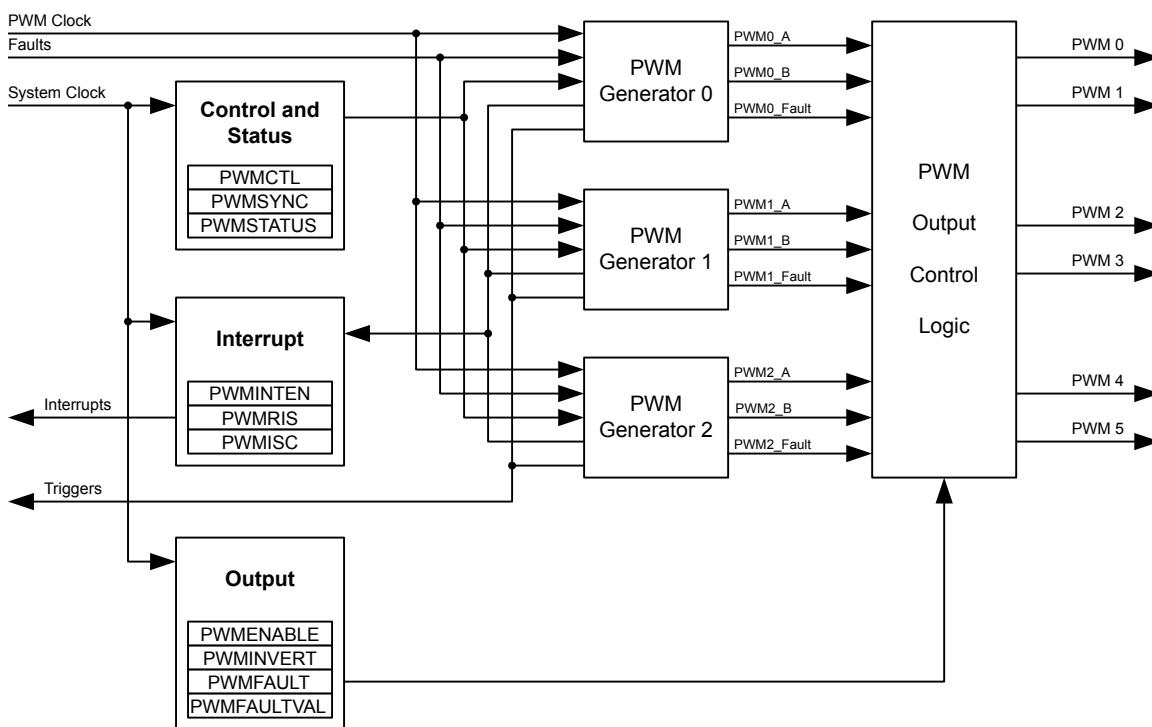 PWM Clock
Faults
System Clock
Control and
Status
PWMCTL
PWMSYNC
PWMSTATUS
Interrupt
PWMINTEN
PWMRIS
PWMISC
Interrupts
Triggers
Output
PWMENABLE
PWMINVERT
PWMFAULT
PWMFAULTVAL
PWM
Generator 0
PWM0_A
PWM0_B
PWM0_Fault
PWM
Generator 1
PWM1_A
PWM1_B
PWM1_Fault
PWM
Generator 2
PWM2_A
PWM2_B
PWM2_Fault
PWM
Output
Control
Logic
PWM 0
PWM 1
PWM 2
PWM 3
PWM 4
PWM 5